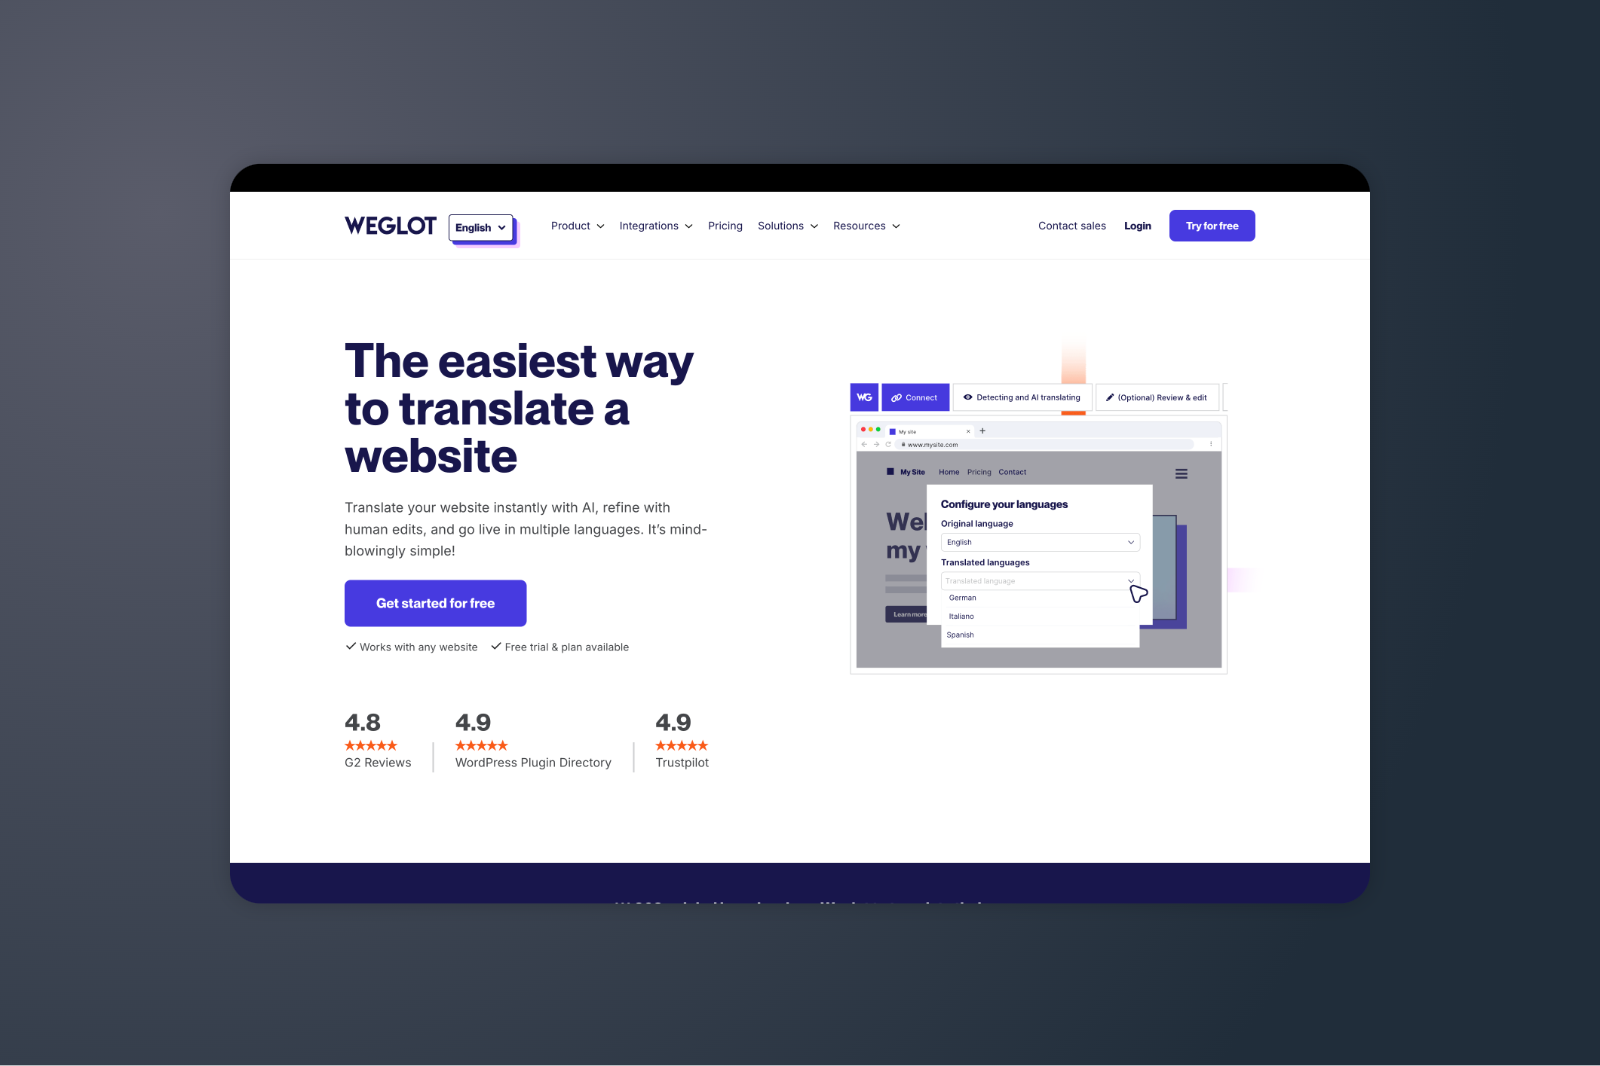 WEGLOT
English
Product
Integrations
Pricing
Solutions
Resources
Contact sales
Login
Try for free
The easiest way
to translate a
website
Translate your website instantly with AI, refine with
human edits, and go live in multiple languages. It’s mind-
blowingly simple!
Get started for free
Works with any website
Free trial & plan available
4.8
G2 Reviews
4.9
WordPress Plugin Directory
4.9
Trustpilot
WG
Connect
Detecting and AI translating
(Optional) Review & edit
My site
www.mysite.com
My Site
Home
Pricing
Contact
Wel
my
Learn more
Configure your languages
Original language
English
Translated languages
Translated language
German
Italiano
Spanish